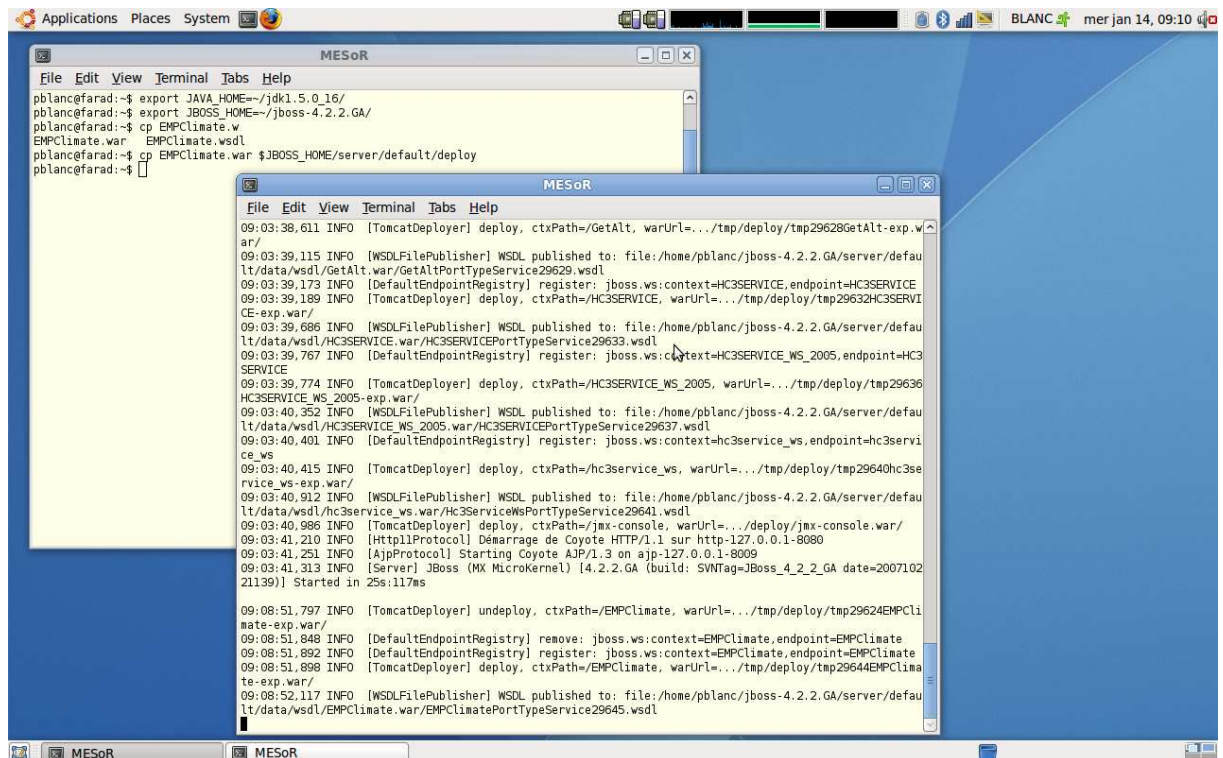 Applications Places System BLANC mer jan 14, 09:10
MESoR
File Edit View Terminal Tabs Help
pblanc@farad:~$ export JAVA_HOME=~/jdk1.5.0_16/
pblanc@farad:~$ export JBOSS_HOME=~/jboss-4.2.2.GA/
pblanc@farad:~$ cp EMPClimate.w
EMPClimate.war EMPClimate.wsdl
pblanc@farad:~$ cp EMPClimate.war $JBOSS_HOME/server/default/deploy
pblanc@farad:~$
MESoR
File Edit View Terminal Tabs Help
09:03:38,611 INFO [TomcatDeployer] deploy, ctxPath=/GetAlt, warUrl=.../tmp/deploy/tmp29628GetAlt-exp.w
ar/
09:03:39,115 INFO [WSDLFilePublisher] WSDL published to: file:/home/pblanc/jboss-4.2.2.GA/server/defau
lt/data/wsdl/GetAlt.war/GetAltPortTypeService29629.wsdl
09:03:39,173 INFO [DefaultEndpointRegistry] register: jboss.ws:context=HC3SERVICE,endpoint=HC3SERVICE
09:03:39,189 INFO [TomcatDeployer] deploy, ctxPath=/HC3SERVICE, warUrl=.../tmp/deploy/tmp29632HC3SERVI
CE-exp.war/
09:03:39,686 INFO [WSDLFilePublisher] WSDL published to: file:/home/pblanc/jboss-4.2.2.GA/server/defau
lt/data/wsdl/HC3SERVICE.war/HC3SERVICEPortTypeService29633.wsdl
09:03:39,767 INFO [DefaultEndpointRegistry] register: jboss.ws:context=HC3SERVICE_WS_2005,endpoint=HC3
SERVICE
09:03:39,774 INFO [TomcatDeployer] deploy, ctxPath=/HC3SERVICE_WS_2005, warUrl=.../tmp/deploy/tmp29636
HC3SERVICE_WS_2005-exp.war/
09:03:40,352 INFO [WSDLFilePublisher] WSDL published to: file:/home/pblanc/jboss-4.2.2.GA/server/defau
lt/data/wsdl/HC3SERVICE_WS_2005.war/HC3SERVICEPortTypeService29637.wsdl
09:03:40,401 INFO [DefaultEndpointRegistry] register: jboss.ws:context=hc3service_ws,endpoint=hc3servi
ce_ws
09:03:40,415 INFO [TomcatDeployer] deploy, ctxPath=/hc3service_ws, warUrl=.../tmp/deploy/tmp29640hc3se
rvice_ws-exp.war/
09:03:40,912 INFO [WSDLFilePublisher] WSDL published to: file:/home/pblanc/jboss-4.2.2.GA/server/defau
lt/data/wsdl/hc3service_ws.war/Hc3ServiceWsPortTypeService29641.wsdl
09:03:40,986 INFO [TomcatDeployer] deploy, ctxPath=/jmx-console, warUrl=.../deploy/jmx-console.war/
09:03:41,210 INFO [Http11Protocol] Démarrage de Coyote HTTP/1.1 sur http-127.0.0.1-8080
09:03:41,251 INFO [AjpProtocol] Starting Coyote AJP/1.3 on ajp-127.0.0.1-8009
09:03:41,313 INFO [Server] JBoss (MX MicroKernel) [4.2.2.GA (build: SVNTag=JBoss_4_2_2_GA date=2007102
21139)] Started in 25s:117ms
09:08:51,797 INFO [TomcatDeployer] undeploy, ctxPath=/EMPClimate, warUrl=.../tmp/deploy/tmp29624EMPCli
mate-exp.war/
09:08:51,848 INFO [DefaultEndpointRegistry] remove: jboss.ws:context=EMPClimate,endpoint=EMPClimate
09:08:51,892 INFO [DefaultEndpointRegistry] register: jboss.ws:context=EMPClimate,endpoint=EMPClimate
09:08:51,898 INFO [TomcatDeployer] deploy, ctxPath=/EMPClimate, warUrl=.../tmp/deploy/tmp29644EMPClima
te-exp.war/
09:08:52,117 INFO [WSDLFilePublisher] WSDL published to: file:/home/pblanc/jboss-4.2.2.GA/server/defau
lt/data/wsdl/EMPClimate.war/EMPClimatePortTypeService29645.wsdl
MESoR MESoR